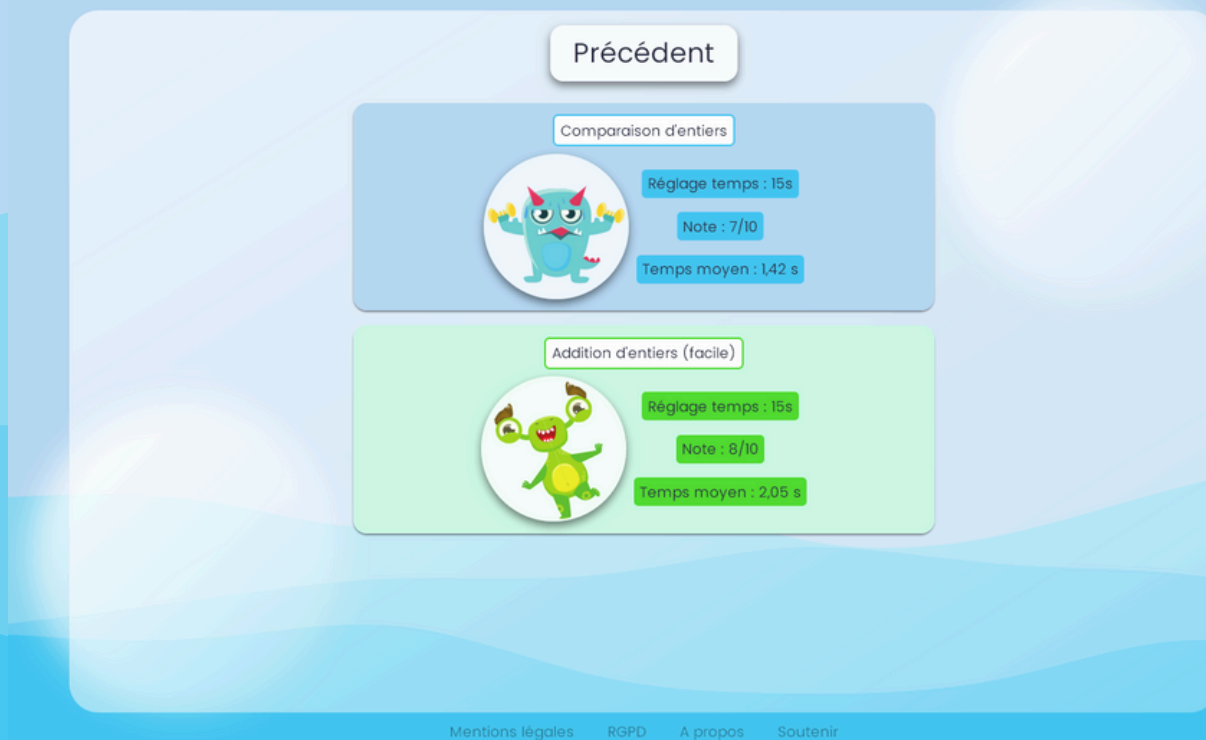 Précédent
Comparaison d'entiers
Réglage temps : 15s
Note : 7/10
Temps moyen : 1,42 s
Addition d'entiers (facile)
Réglage temps : 15s
Note : 8/10
Temps moyen : 2,05 s
Mentions légales RGPD A propos Soutenir